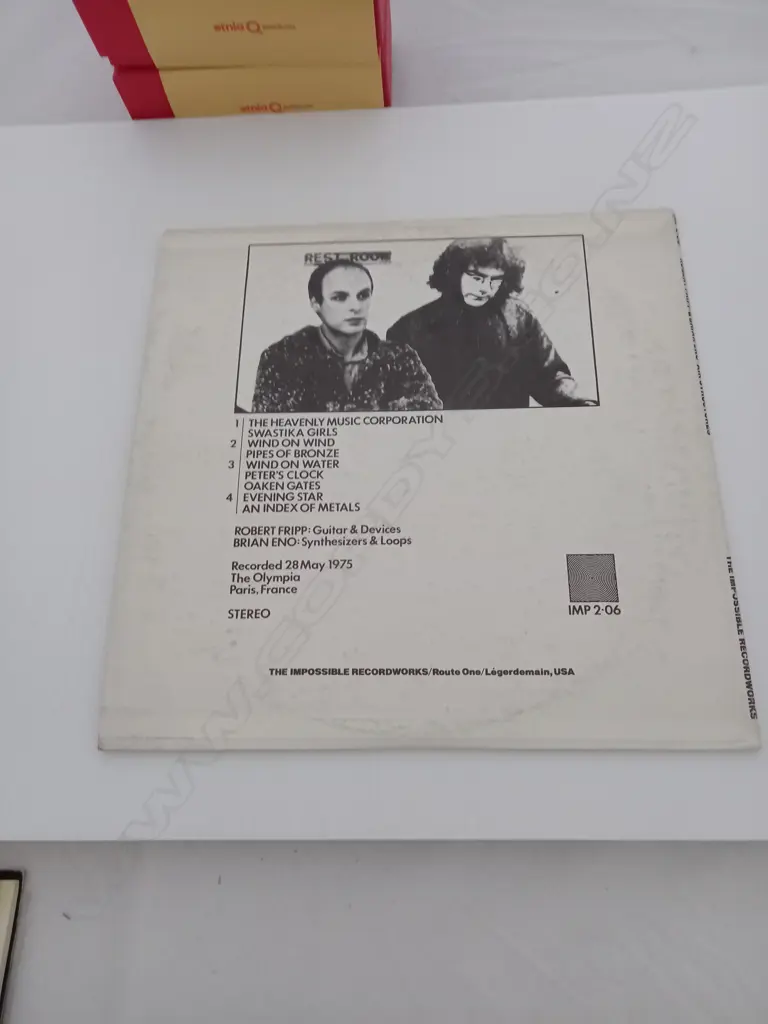 etnia Q
etnia Q
REST ROOM
1 THE HEAVENLY MUSIC CORPORATION
SWASTIKA GIRLS
2 WIND ON WIND
PIPES OF BRONZE
3 WIND ON WATER
PETER'S CLOCK
OAKEN GATES
4 EVENING STAR
AN INDEX OF METALS
ROBERT FRIPP: Guitar & Devices
BRIAN ENO: Synthesizers & Loops
Recorded 28 May 1975
The Olympia
Paris, France
STEREO
IMP 2·06
THE IMPOSSIBLE RECORDWORKS/Route One/Légerdemain, USA
THE IMPOSSIBLE RECORDWORKS